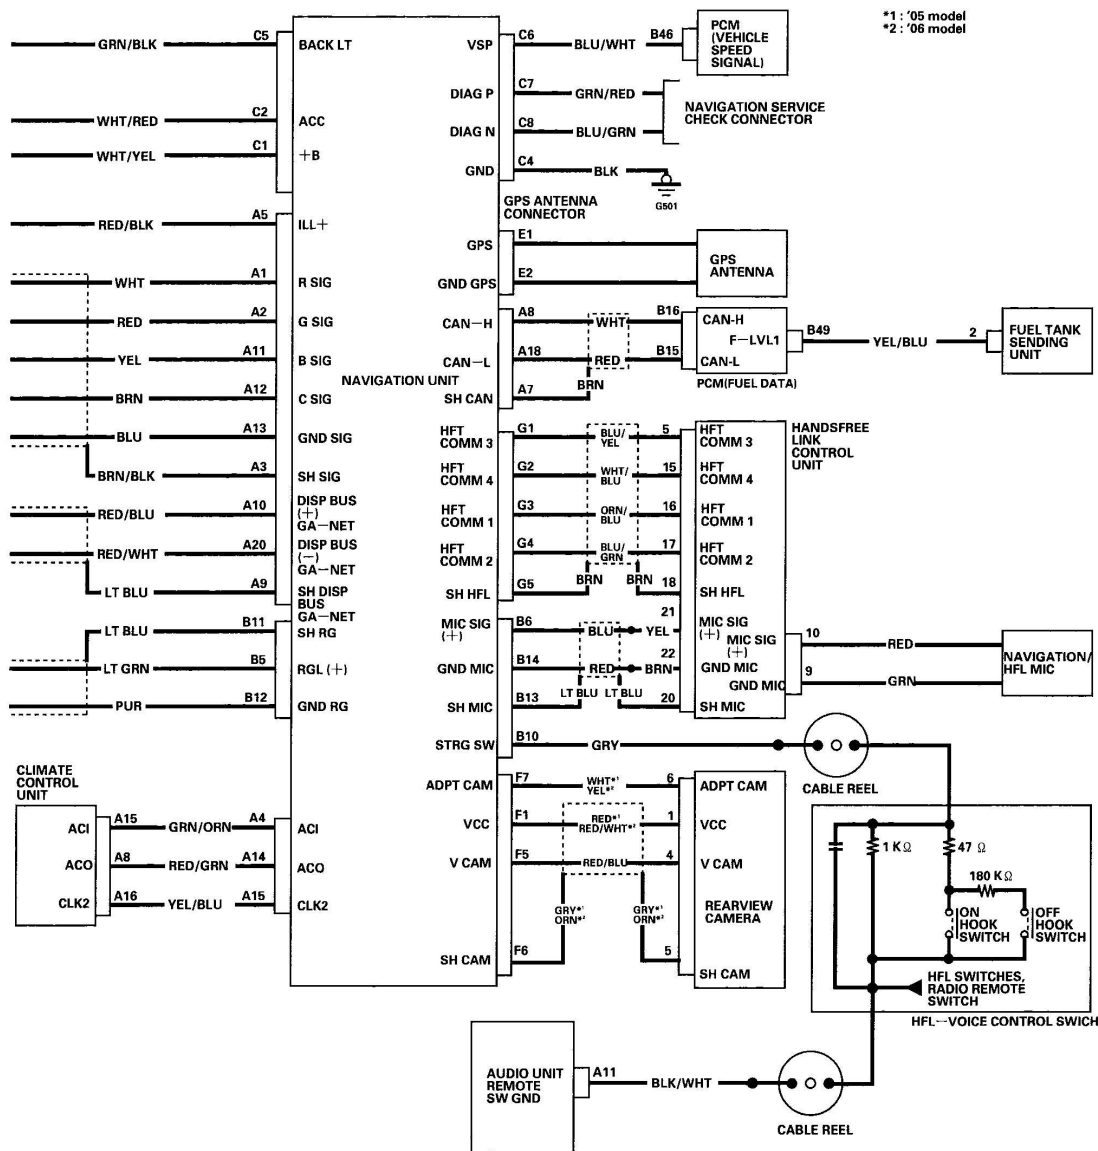 *1 : '05 model
*2 : '06 model
GRN/BLK C5 BACK LT
WHT/RED C2 ACC
WHT/YEL C1 +B
RED/BLK A5 ILL+
WHT A1 R SIG
RED A2 G SIG
YEL A11 B SIG
BRN A12 C SIG
BLU A13 GND SIG
BRN/BLK A3 SH SIG
RED/BLU A10 DISP BUS
(+)
GA-NET
RED/WHT A20 DISP BUS
(-)
GA-NET
LT BLU A9 SH DISP
BUS
GA-NET
LT BLU B11 SH RG
LT GRN B5 RGL (+)
PUR B12 GND RG
CLIMATE
CONTROL
UNIT
ACI A15 GRN/ORN A4 ACI
ACO A8 RED/GRN A14 ACO
CLK2 A16 YEL/BLU A15 CLK2
NAVIGATION UNIT
VSP C6 BLU/WHT B46
PCM
(VEHICLE
SPEED
SIGNAL)
DIAG P C7 GRN/RED
DIAG N C8 BLU/GRN
NAVIGATION SERVICE
CHECK CONNECTOR
GND C4 BLK
G501
GPS ANTENNA
CONNECTOR
GPS E1
GND GPS E2
GPS
ANTENNA
CAN-H A8 WHT B16 CAN-H
CAN-L A18 RED B15 CAN-L
SH CAN A7 BRN
F-LVL1 B49 YEL/BLU 2
PCM(FUEL DATA)
FUEL TANK
SENDING
UNIT
HANDSFREE
LINK
CONTROL
UNIT
HFT
COMM 3
G1 BLU/
YEL
5 HFT
COMM 3
HFT
COMM 4
G2 WHT/
BLU
15 HFT
COMM 4
HFT
COMM 1
G3 ORN/
BLU
16 HFT
COMM 1
HFT
COMM 2
G4 BLU/
GRN
17 HFT
COMM 2
SH HFL G5 BRN BRN 18 SH HFL
MIC SIG
(+)
B6 BLU YEL 21 MIC SIG
(+)
GND MIC B14 RED BRN 22 GND MIC
SH MIC B13 LT BLU LT BLU 20 SH MIC
MIC SIG
(+)
10 RED
GND MIC 9 GRN
NAVIGATION/
HFL MIC
STRG SW B10 GRY
CABLE REEL
ADPT CAM F7 WHT*1
YEL*2
6 ADPT CAM
VCC F1 RED*1
RED/WHT*2
1 VCC
V CAM F5 RED/BLU 4 V CAM
REARVIEW
CAMERA
GRY*1
ORN*2
GRY*1
ORN*2
SH CAM F6 5 SH CAM
1 KΩ
47 Ω
180 KΩ
ON
HOOK
SWITCH
OFF
HOOK
SWITCH
HFL SWITCHES,
RADIO REMOTE
SWITCH
HFL-VOICE CONTROL SWICH
AUDIO UNIT
REMOTE
SW GND
A11 BLK/WHT
CABLE REEL